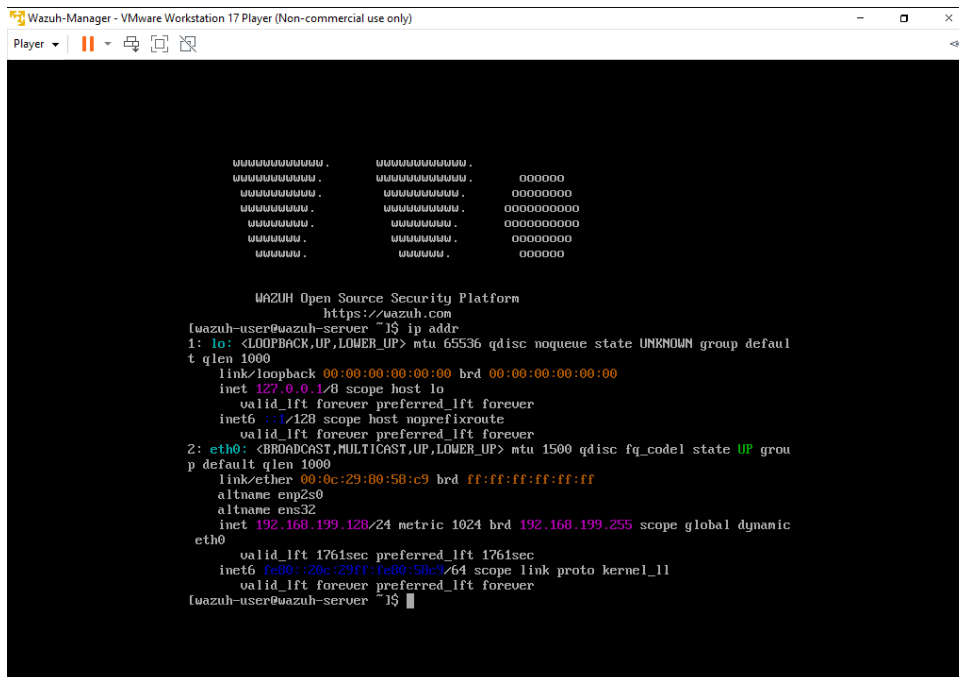 Wazuh-Manager - VMware Workstation 17 Player (Non-commercial use only)
Player
wwwwwwwwwwww. wwwwwwwwwwww.
wwwwwwwwwwww. wwwwwwwwwwww. oooooo
wwwwwwwwwww. wwwwwwwwwww. oooooooo
wwwwwwwww. wwwwwwwwww. oooooooooo
wwwwwwwww. wwwwwwwww. oooooooooo
wwwwwww. wwwwwwww. oooooooo
wwwwww. wwwwww. oooooo
WAZUH Open Source Security Platform
https://wazuh.com
[wazuh-user@wazuh-server ~]$ ip addr
1: lo: <LOOPBACK,UP,LOWER_UP> mtu 65536 qdisc noqueue state UNKNOWN group defaul
t qlen 1000
link/loopback 00:00:00:00:00:00 brd 00:00:00:00:00:00
inet 127.0.0.1/8 scope host lo
valid_lft forever preferred_lft forever
inet6 ::1/128 scope host noprefixroute
valid_lft forever preferred_lft forever
2: eth0: <BROADCAST,MULTICAST,UP,LOWER_UP> mtu 1500 qdisc fq_codel state UP grou
p default qlen 1000
link/ether 00:0c:29:80:58:c9 brd ff:ff:ff:ff:ff:ff
altname enp2s0
altname ens32
inet 192.168.199.128/24 metric 1024 brd 192.168.199.255 scope global dynamic
eth0
valid_lft 1761sec preferred_lft 1761sec
inet6 fe80::20c:29ff:fe80:58c9/64 scope link proto kernel_ll
valid_lft forever preferred_lft forever
[wazuh-user@wazuh-server ~]$